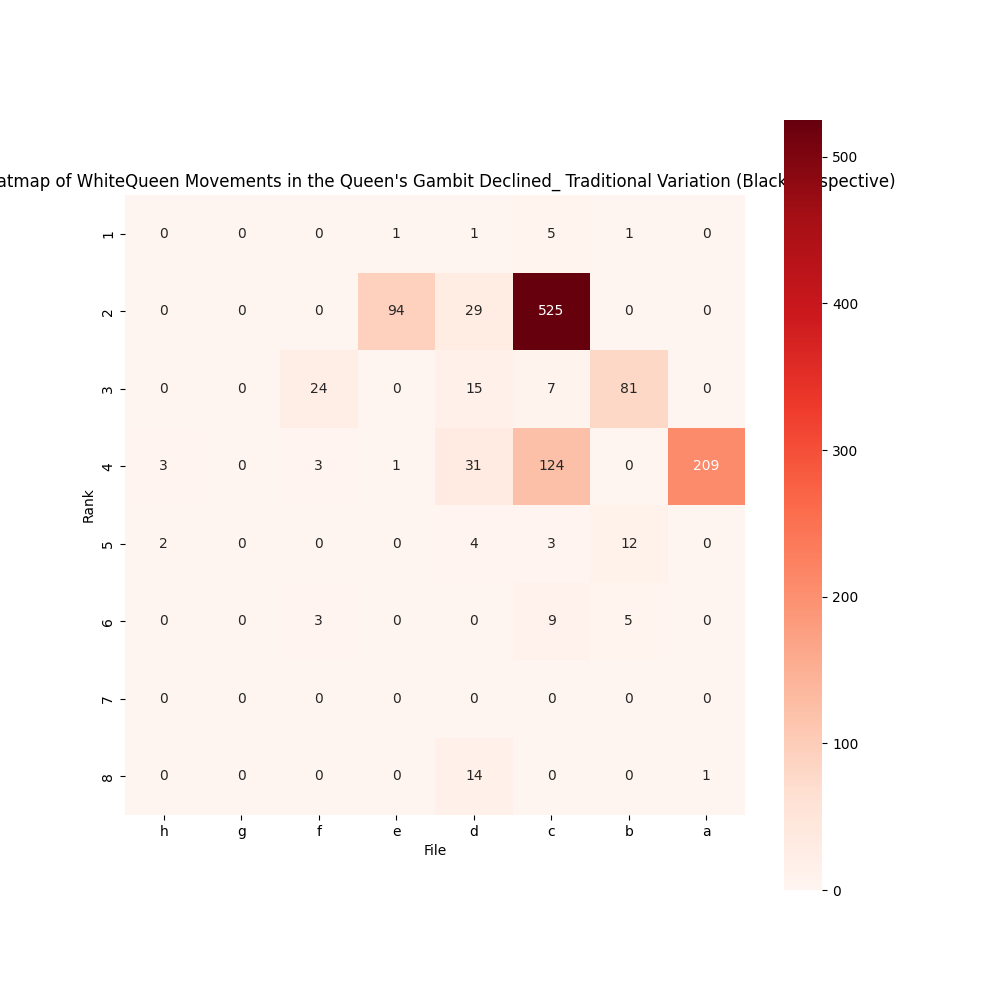 atmap of WhiteQueen Movements in the Queen's Gambit Declined_ Traditional Variation (Black spective)
1 0 0 0 1 1 5 1 0
2 0 0 0 94 29 525 0 0
3 0 0 24 0 15 7 81 0
4 3 0 3 1 31 124 0 209
5 2 0 0 0 4 3 12 0
6 0 0 3 0 0 9 5 0
7 0 0 0 0 0 0 0 0
8 0 0 0 0 14 0 0 1
h g f e d c b a
File
Rank
500
400
300
200
100
0